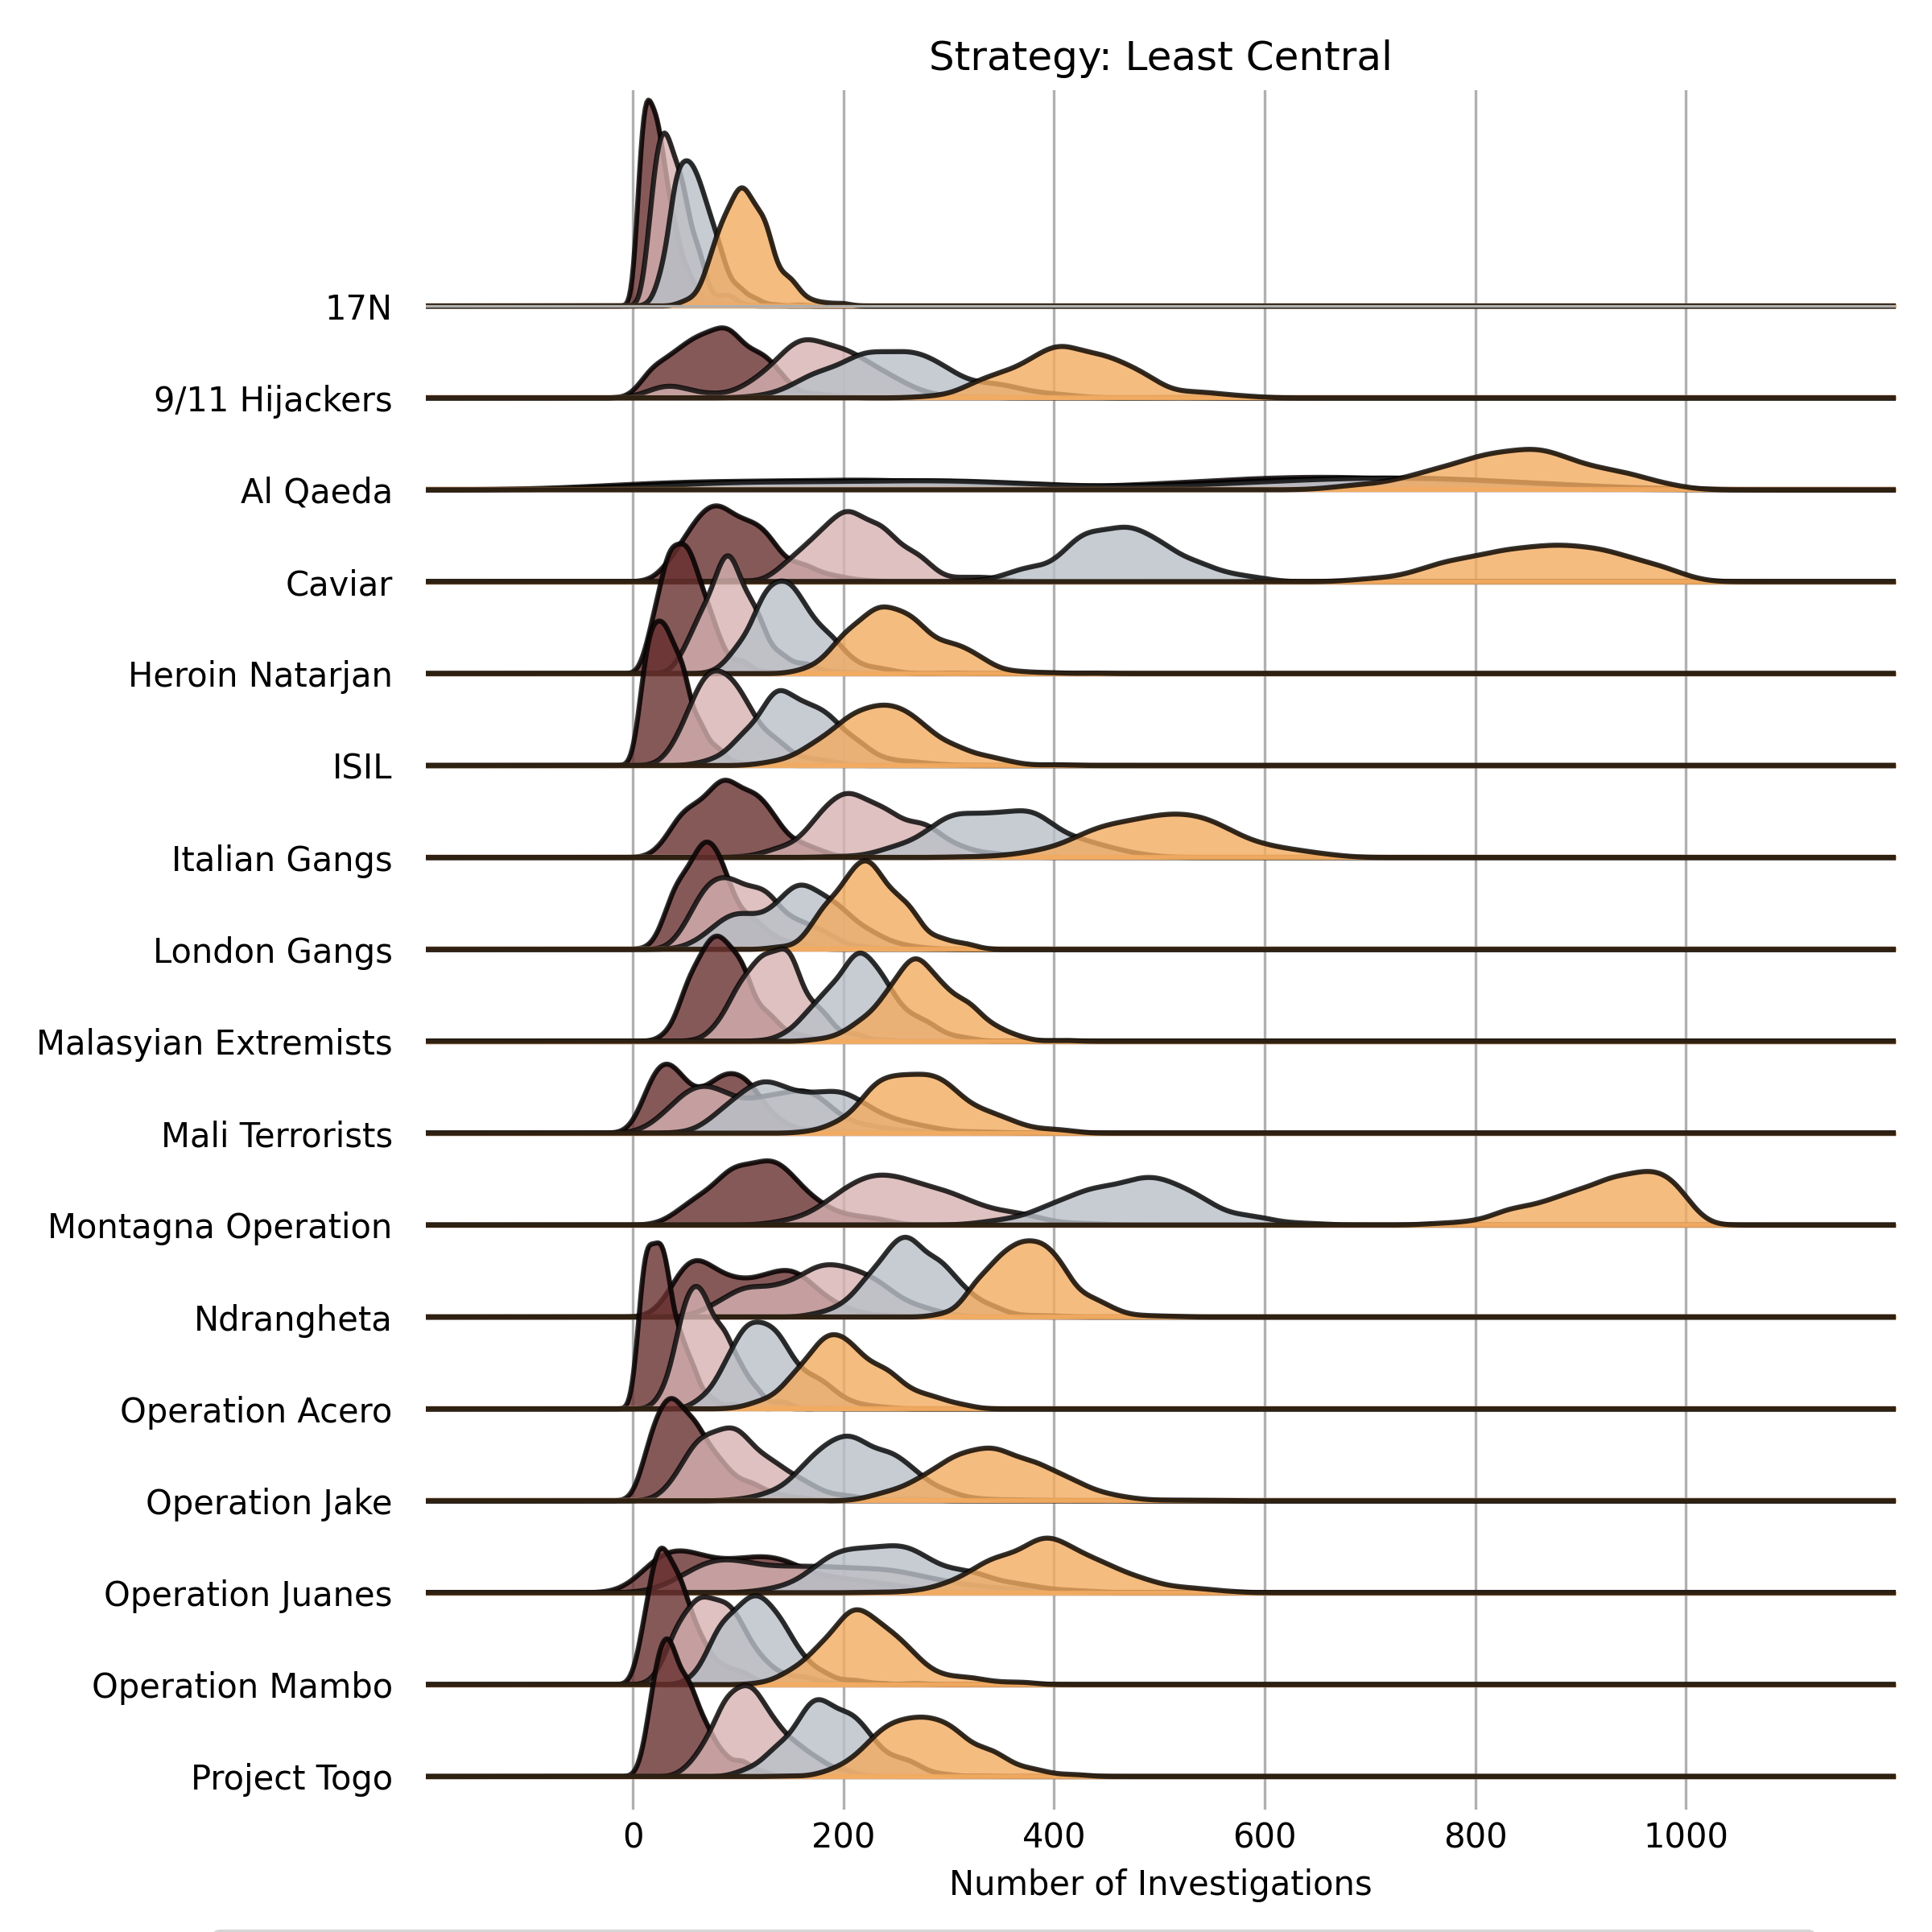 Strategy: Least Central
17N
9/11 Hijackers
Al Qaeda
Caviar
Heroin Natarjan
ISIL
Italian Gangs
London Gangs
Malasyian Extremists
Mali Terrorists
Montagna Operation
Ndrangheta
Operation Acero
Operation Jake
Operation Juanes
Operation Mambo
Project Togo
0 200 400 600 800 1000
Number of Investigations